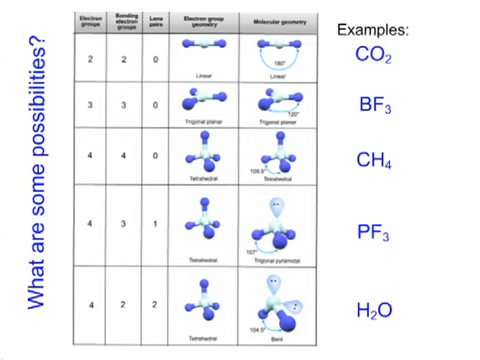 What are some possibilities?
Electron groups
Bonding electron groups
Lone pairs
Electron group geometry
Molecular geometry
Examples:
2 2 0
180°
Linear Linear
CO2
3 3 0
120°
Trigonal planar Trigonal planar
BF3
4 4 0
109.5°
Tetrahedral Tetrahedral
CH4
4 3 1
107°
Tetrahedral Trigonal pyramidal
PF3
4 2 2
104.5°
Tetrahedral Bent
H2O